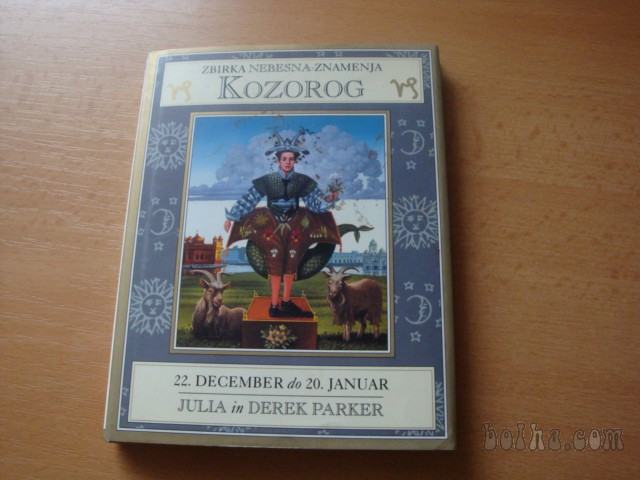 ZBIRKA NEBESNA ZNAMENJA
KOZOROG
22. DECEMBER do 20. JANUAR
JULIA in DEREK PARKER
bolha.com